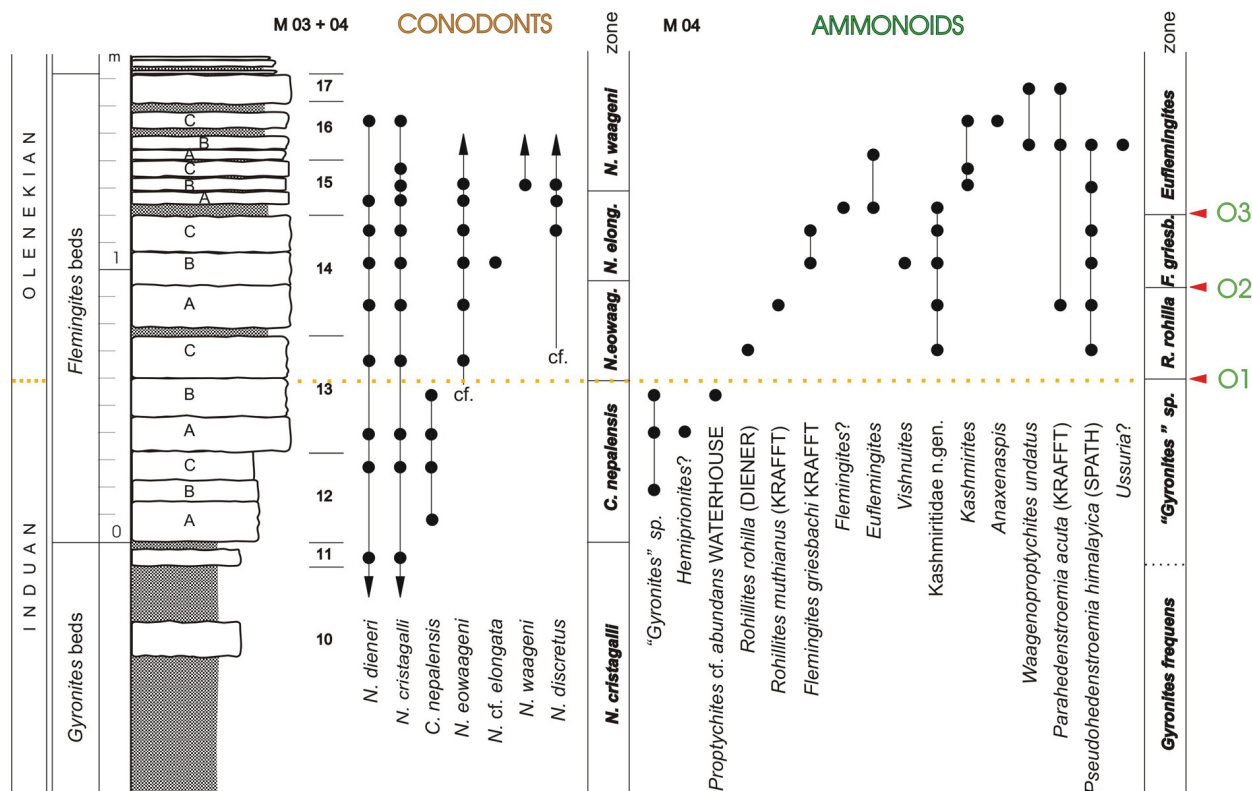 M 03 + 04
CONODONTS
zone
M 04
AMMONOIDS
zone
m
OLENEKIAN
INDUAN
Flemingites beds
Gyronites beds
1
0
17
C
16
B
A
C
15
B
A
C
14
B
A
C
13
B
A
C
12
B
A
11
10
cf.
cf.
N. dieneri
N. cristagalli
C. nepalensis
N. eowaageni
N. cf. elongata
N. waageni
N. discretus
N. waageni
N. elong.
N.eowaag.
C. nepalensis
N. cristagalli
"Gyronites" sp.
Hemiprionites?
Proptychites cf. abundans WATERHOUSE
Rohillites rohilla (DIENER)
Rohillites muthianus (KRAFFT)
Flemingites griesbachi KRAFFT
Flemingites?
Euflemingites
Vishnuites
Kashmiritidae n.gen.
Kashmirites
Anaxenaspis
Waagenoproptychites undatus
Parahedenstroemia acuta (KRAFFT)
Pseudohedenstroemia himalayica (SPATH)
Ussuria?
Euflemingites
F. griesb.
R. rohilla
"Gyronites" sp.
Gyronites frequens
O3
O2
O1